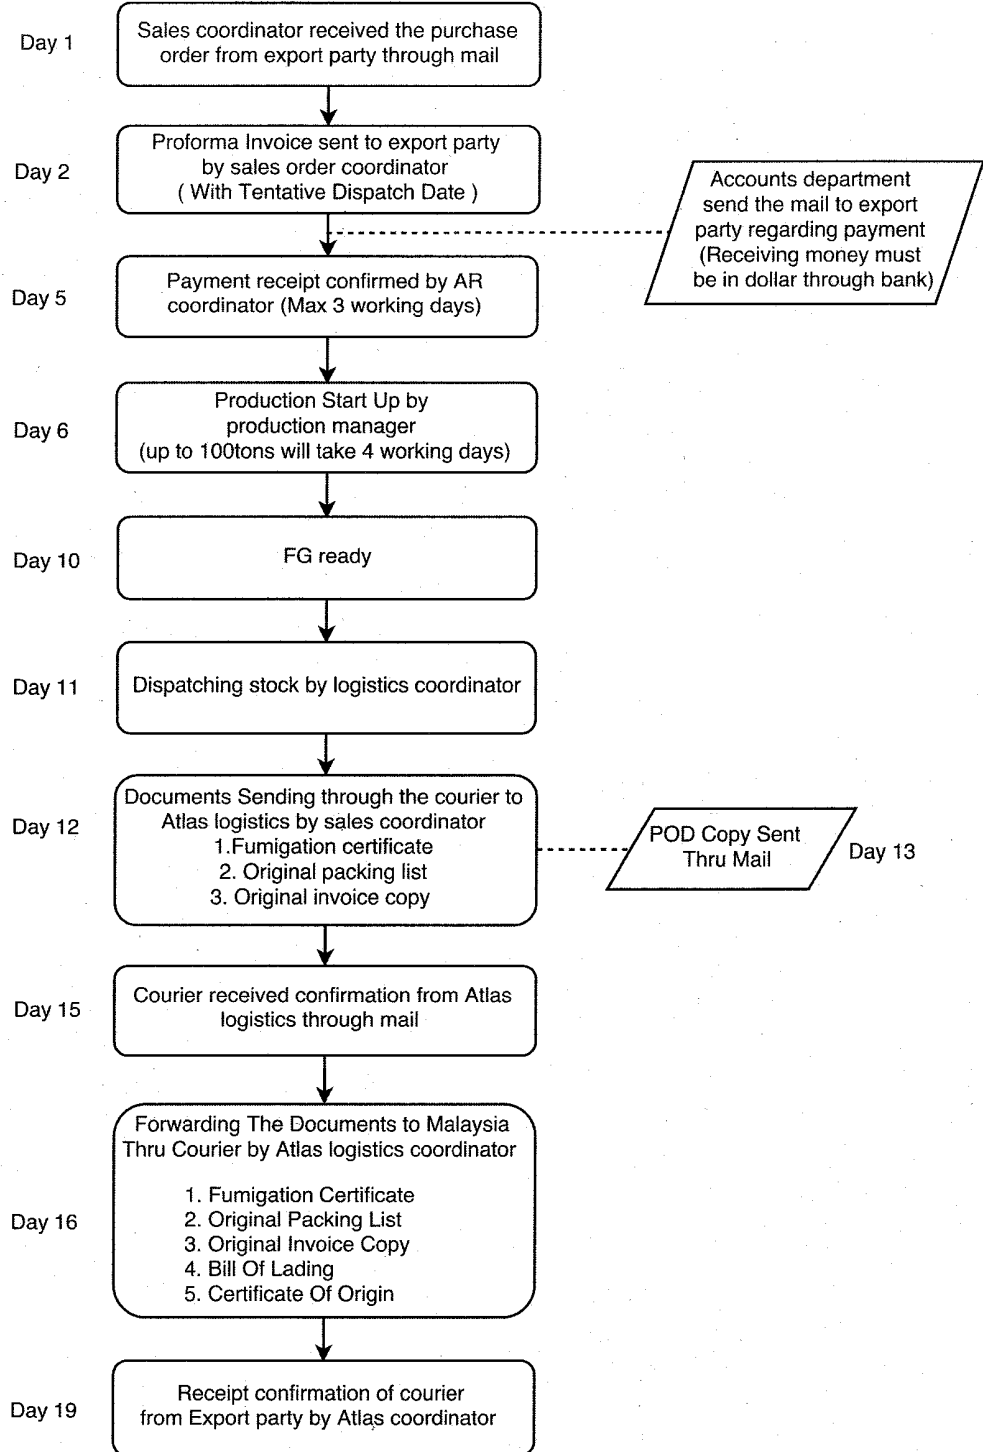 Day 1
Sales coordinator received the purchase
order from export party through mail
Day 2
Proforma Invoice sent to export party
by sales order coordinator
( With Tentative Dispatch Date )
Accounts department
send the mail to export
party regarding payment
(Receiving money must
be in dollar through bank)
Day 5
Payment receipt confirmed by AR
coordinator (Max 3 working days)
Day 6
Production Start Up by
production manager
(up to 100tons will take 4 working days)
Day 10
FG ready
Day 11
Dispatching stock by logistics coordinator
Day 12
Documents Sending through the courier to
Atlas logistics by sales coordinator
1.Fumigation certificate
2. Original packing list
3. Original invoice copy
POD Copy Sent
Thru Mail
Day 13
Day 15
Courier received confirmation from Atlas
logistics through mail
Day 16
Forwarding The Documents to Malaysia
Thru Courier by Atlas logistics coordinator
1. Fumigation Certificate
2. Original Packing List
3. Original Invoice Copy
4. Bill Of Lading
5. Certificate Of Origin
Day 19
Receipt confirmation of courier
from Export party by Atlas coordinator